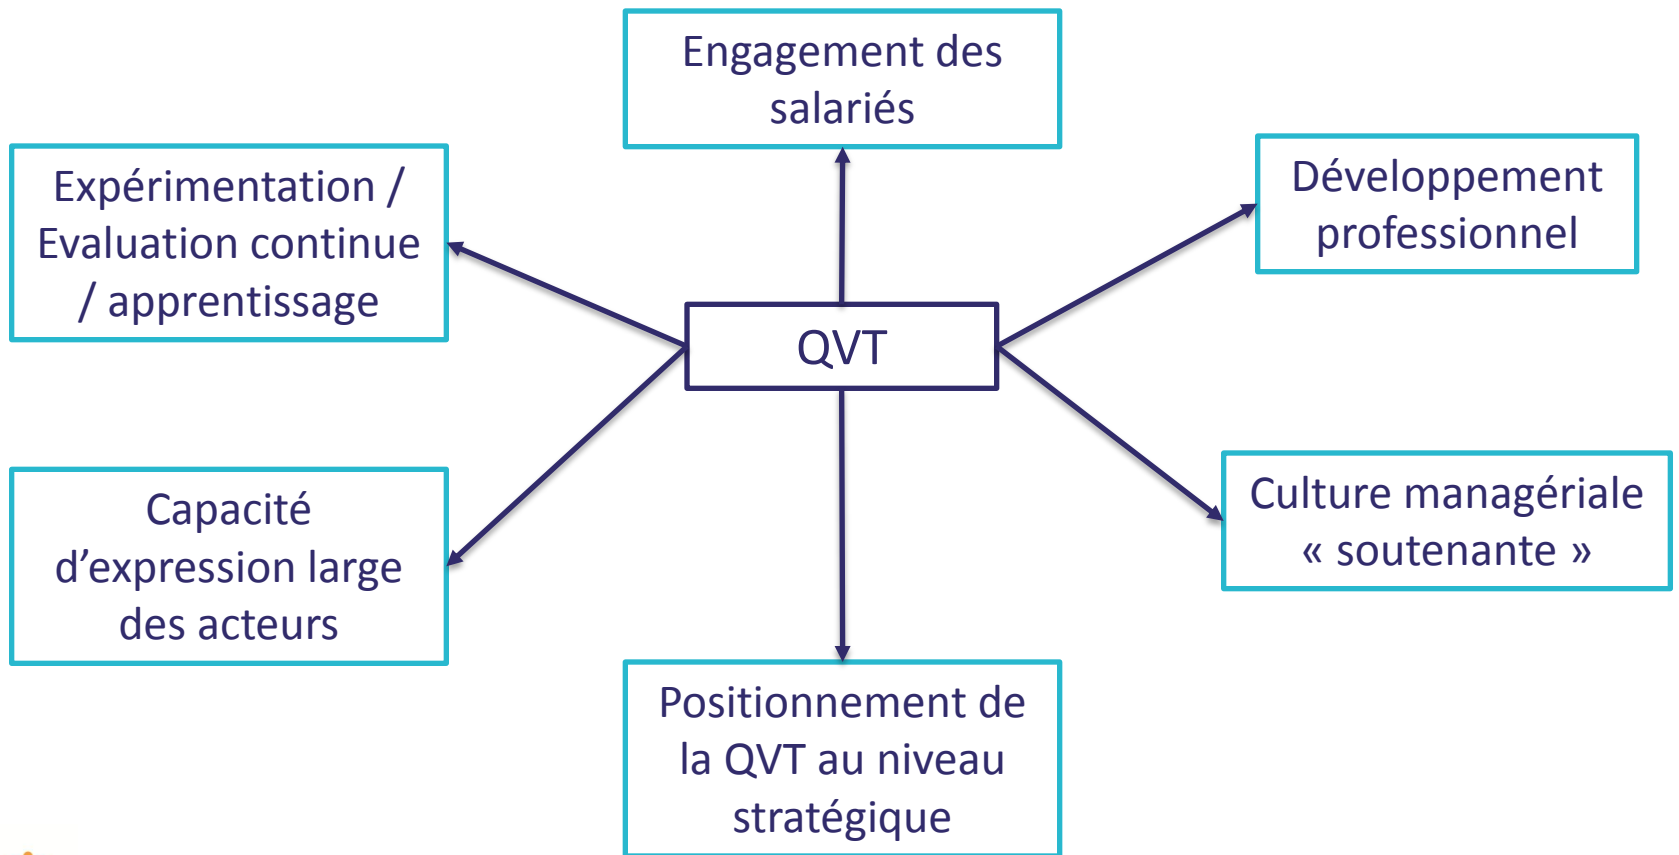 Engagement des
salariés
Expérimentation /
Evaluation continue
/ apprentissage
Développement
professionnel
QVT
Capacité
d’expression large
des acteurs
Culture managériale
« soutenante »
Positionnement de
la QVT au niveau
stratégique